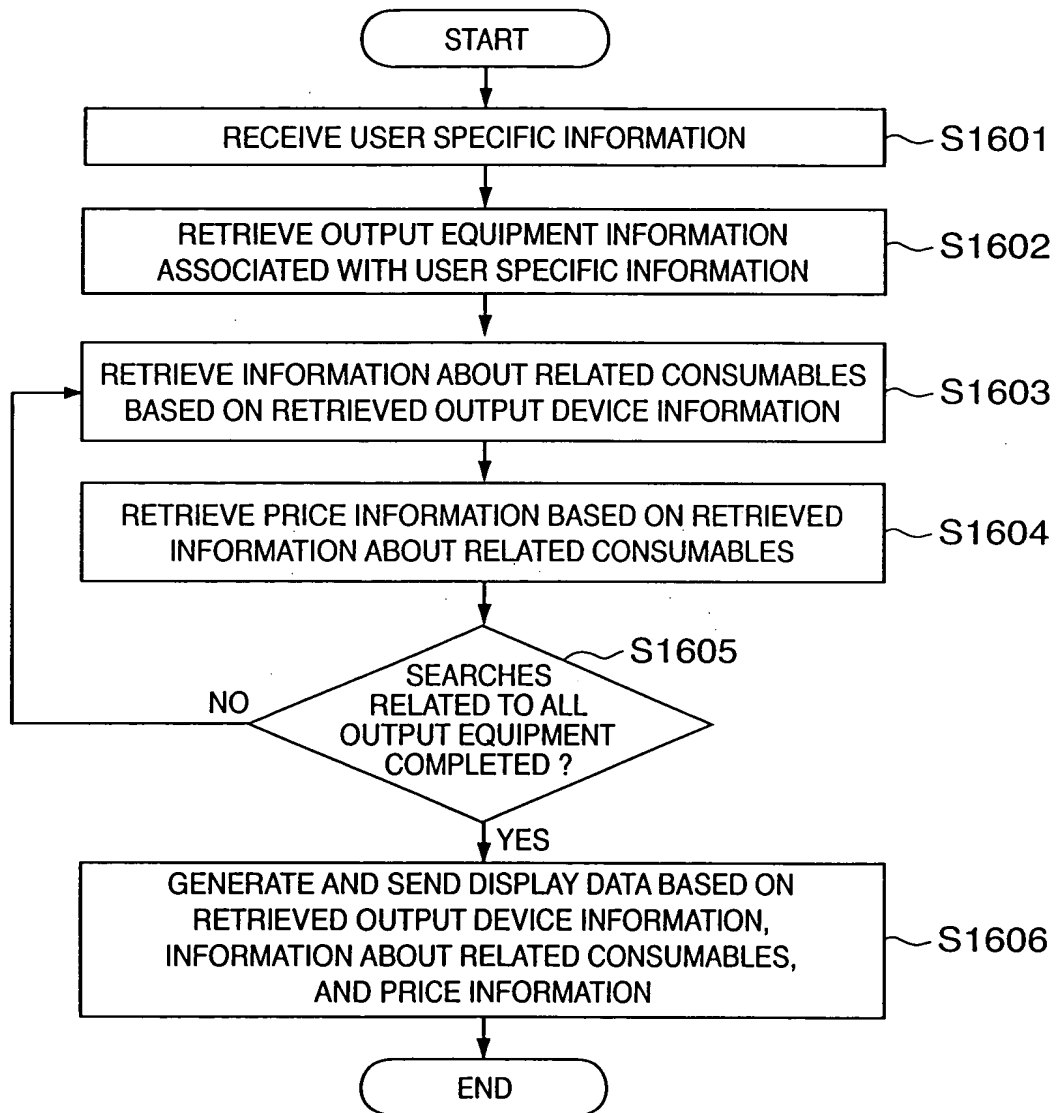 START
RECEIVE USER SPECIFIC INFORMATION
S1601
RETRIEVE OUTPUT EQUIPMENT INFORMATION
ASSOCIATED WITH USER SPECIFIC INFORMATION
S1602
RETRIEVE INFORMATION ABOUT RELATED CONSUMABLES
BASED ON RETRIEVED OUTPUT DEVICE INFORMATION
S1603
RETRIEVE PRICE INFORMATION BASED ON RETRIEVED
INFORMATION ABOUT RELATED CONSUMABLES
S1604
S1605
SEARCHES
RELATED TO ALL
OUTPUT EQUIPMENT
COMPLETED ?
NO
YES
GENERATE AND SEND DISPLAY DATA BASED ON
RETRIEVED OUTPUT DEVICE INFORMATION,
INFORMATION ABOUT RELATED CONSUMABLES,
AND PRICE INFORMATION
S1606
END